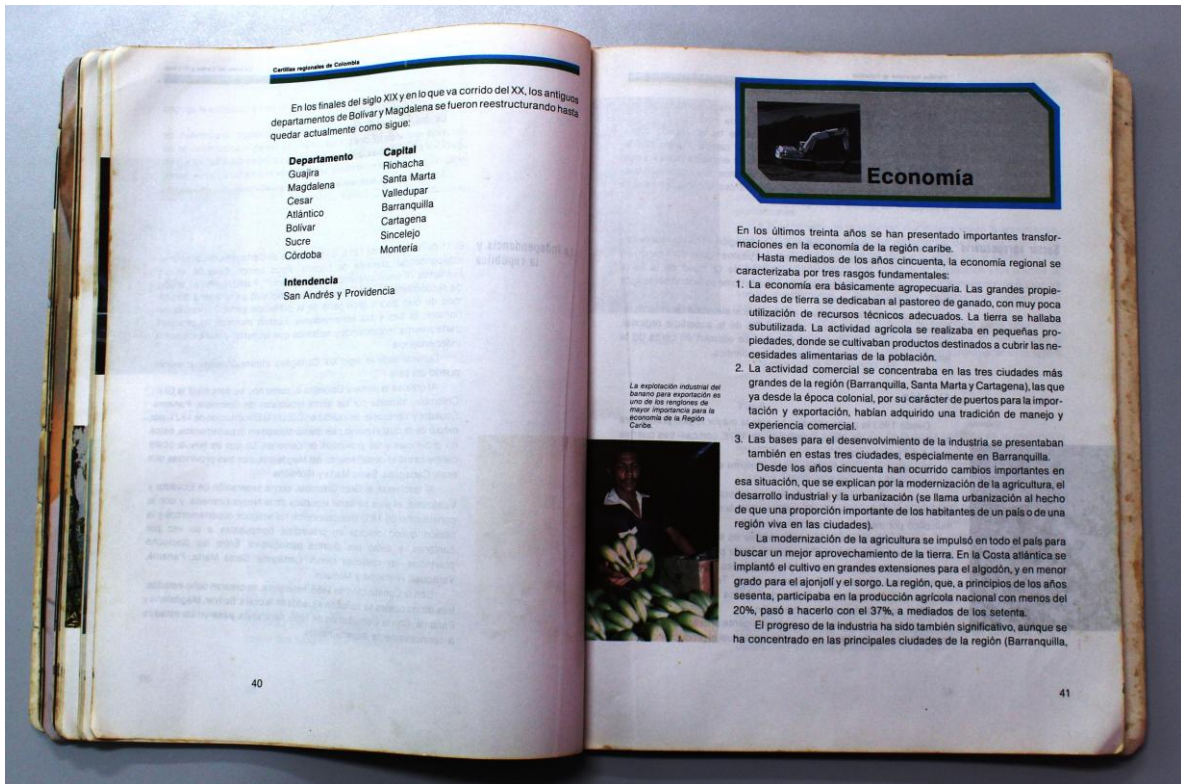 Cartillas regionales de Colombia
En los finales del siglo XIX y en lo que va corrido del XX, los antiguos
departamentos de Bolívar y Magdalena se fueron reestructurando hasta
quedar actualmente como sigue:
Departamento Capital
Guajira Riohacha
Magdalena Santa Marta
Cesar Valledupar
Atlántico Barranquilla
Bolívar Cartagena
Sucre Sincelejo
Córdoba Montería
Intendencia
San Andrés y Providencia
40
Economía
En los últimos treinta años se han presentado importantes transfor-
maciones en la economía de la región caribe.
Hasta mediados de los años cincuenta, la economía regional se
caracterizaba por tres rasgos fundamentales:
1. La economía era básicamente agropecuaria. Las grandes propie-
dades de tierra se dedicaban al pastoreo de ganado, con muy poca
utilización de recursos técnicos adecuados. La tierra se hallaba
subutilizada. La actividad agrícola se realizaba en pequeñas pro-
piedades, donde se cultivaban productos destinados a cubrir las ne-
cesidades alimentarias de la población.
2. La actividad comercial se concentraba en las tres ciudades más
grandes de la región (Barranquilla, Santa Marta y Cartagena), las que
ya desde la época colonial, por su carácter de puertos para la impor-
tación y exportación, habían adquirido una tradición de manejo y
experiencia comercial.
3. Las bases para el desenvolvimiento de la industria se presentaban
también en estas tres ciudades, especialmente en Barranquilla.
Desde los años cincuenta han ocurrido cambios importantes en
esa situación, que se explican por la modernización de la agricultura, el
desarrollo industrial y la urbanización (se llama urbanización al hecho
de que una proporción importante de los habitantes de un país o de una
región viva en las ciudades).
La modernización de la agricultura se impulsó en todo el país para
buscar un mejor aprovechamiento de la tierra. En la Costa atlántica se
implantó el cultivo en grandes extensiones para el algodón, y en menor
grado para el ajonjolí y el sorgo. La región, que, a principios de los años
sesenta, participaba en la producción agrícola nacional con menos del
20%, pasó a hacerlo con el 37%, a mediados de los setenta.
El progreso de la industria ha sido también significativo, aunque se
ha concentrado en las principales ciudades de la región (Barranquilla,
La explotación industrial del
banano para exportación es
uno de los renglones de
mayor importancia para la
economía de la Región
Caribe.
41